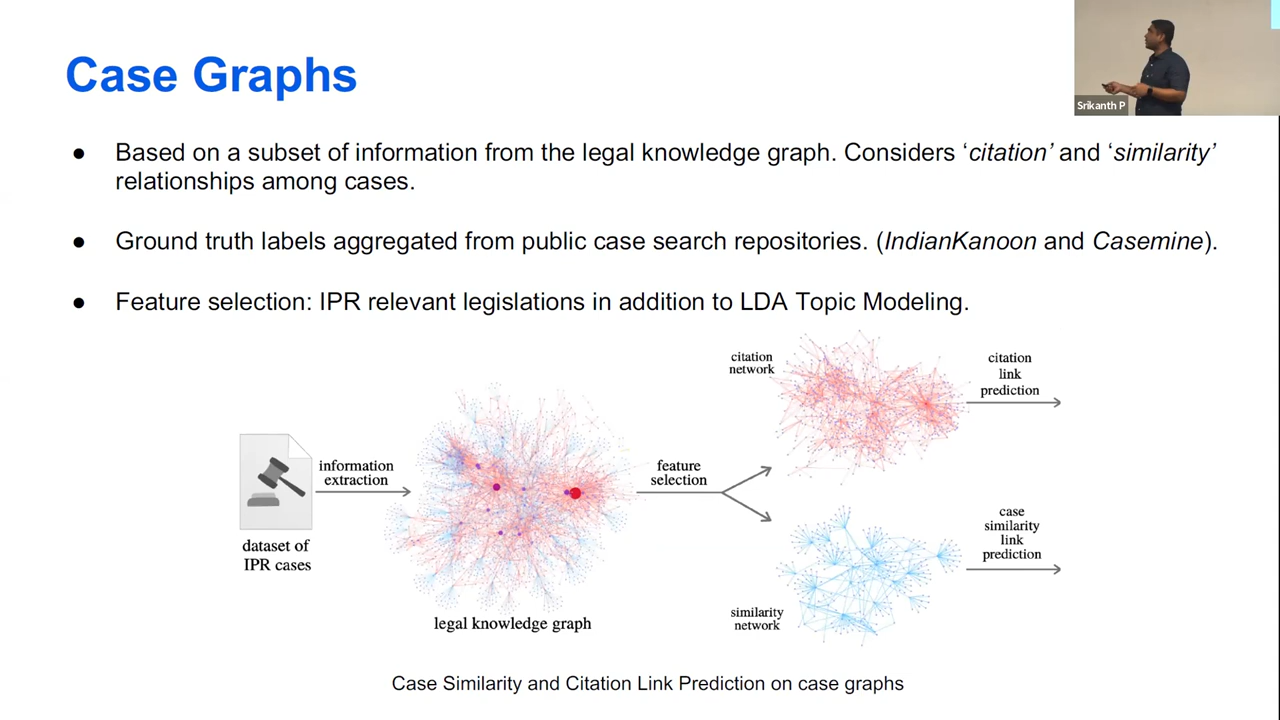 Case Graphs
Srikanth P
● Based on a subset of information from the legal knowledge graph. Considers ‘citation’ and ‘similarity’
relationships among cases.
● Ground truth labels aggregated from public case search repositories. (IndianKanoon and Casemine).
● Feature selection: IPR relevant legislations in addition to LDA Topic Modeling.
citation
network
citation
link
prediction
information
extraction
feature
selection
dataset of
IPR cases
legal knowledge graph
case
similarity
link
prediction
similarity
network
Case Similarity and Citation Link Prediction on case graphs